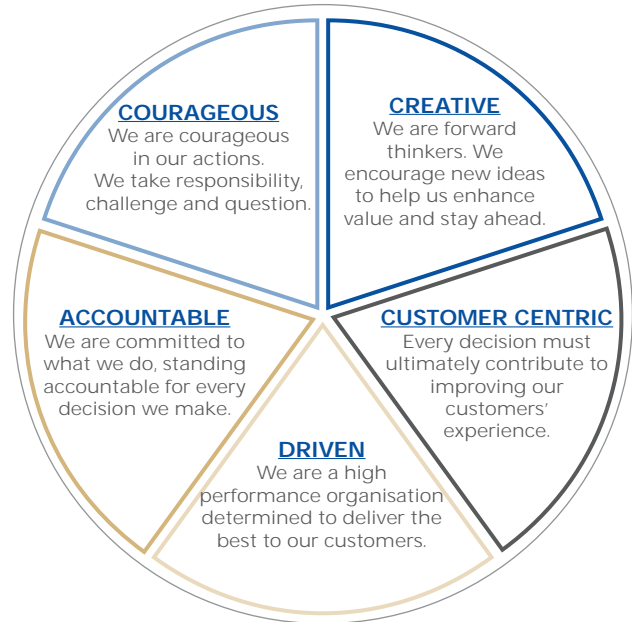 COURAGEOUS
We are courageous
in our actions.
We take responsibility,
challenge and question.
CREATIVE
We are forward
thinkers. We
encourage new ideas
to help us enhance
value and stay ahead.
ACCOUNTABLE
We are committed to
what we do, standing
accountable for every
decision we make.
CUSTOMER CENTRIC
Every decision must
ultimately contribute to
improving our
customers’
experience.
DRIVEN
We are a high
performance organisation
determined to deliver the
best to our customers.